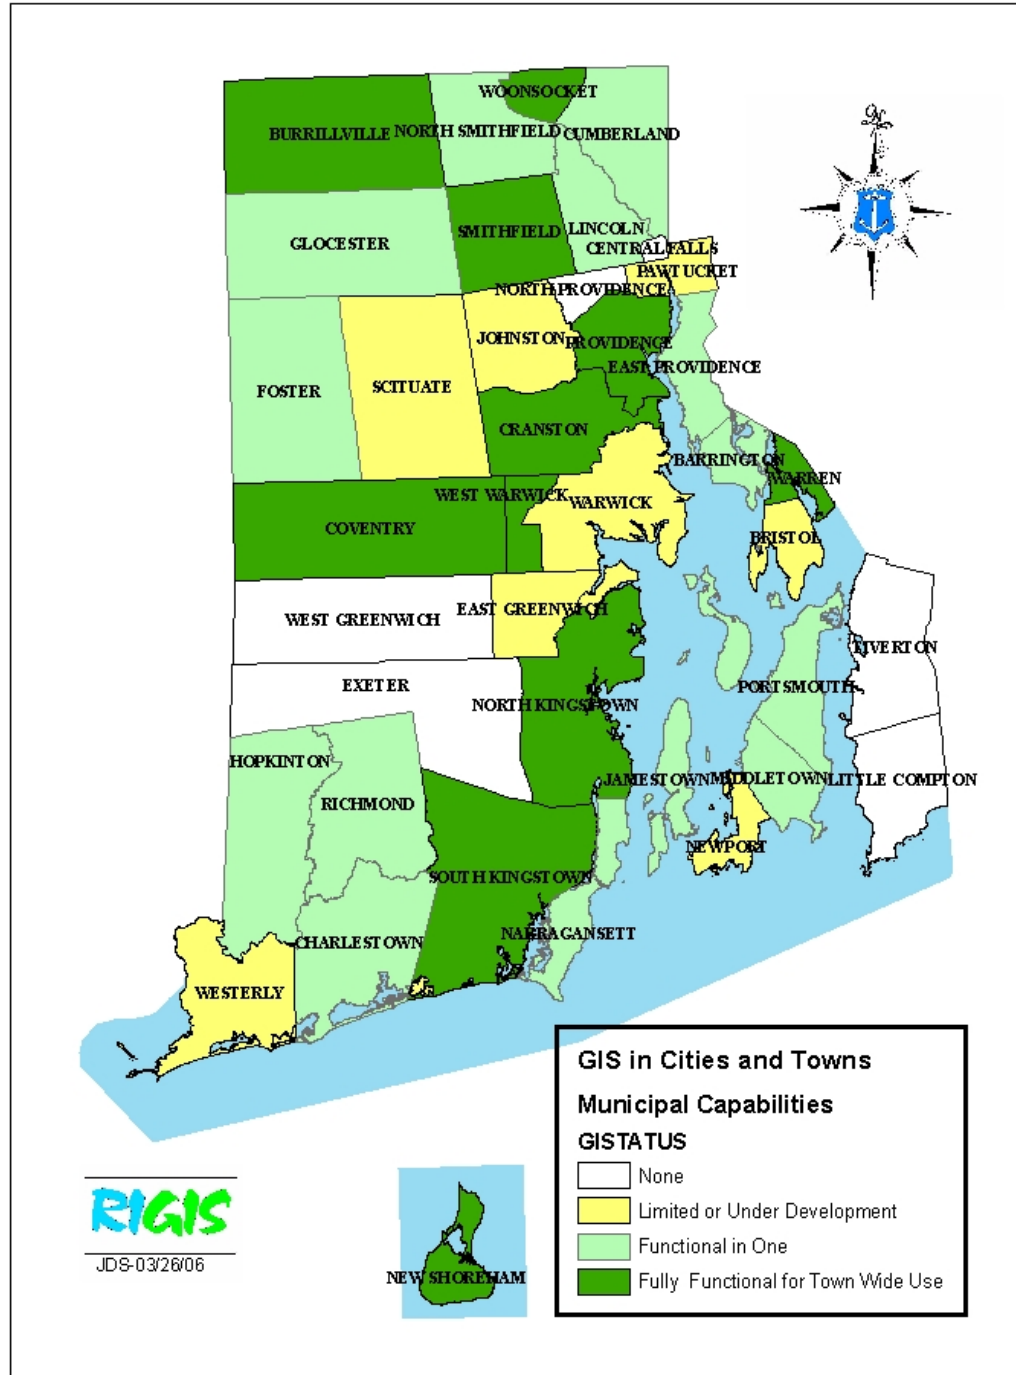 N
WOONSOCKET
BURRILLVILLE
NORTH SMITHFIELD
CUMBERLAND
SMITHFIELD
LINCOLN
GLOCESTER
CENTRAL FALLS
PAWTUCKET
NORTH PROVIDENCE
JOHNSTON
PROVIDENCE
EAST PROVIDENCE
SCITUATE
FOSTER
CRANSTON
BARRINGTON
WARREN
WEST WARWICK
WARWICK
COVENTRY
BRISTOL
EAST GREENWICH
WEST GREENWICH
TIVERTON
EXETER
PORTSMOUTH
NORTH KINGSTOWN
HOPKINTON
JAMESTOWN
MIDDLETOWN
LITTLE COMPTON
RICHMOND
NEWPORT
SOUTH KINGSTOWN
NARRAGANSETT
CHARLESTOWN
WESTERLY
GIS in Cities and Towns
Municipal Capabilities
GISTATUS
None
Limited or Under Development
Functional in One
Fully Functional for Town Wide Use
RIGIS
JDS-03/26/06
NEW SHOREHAM